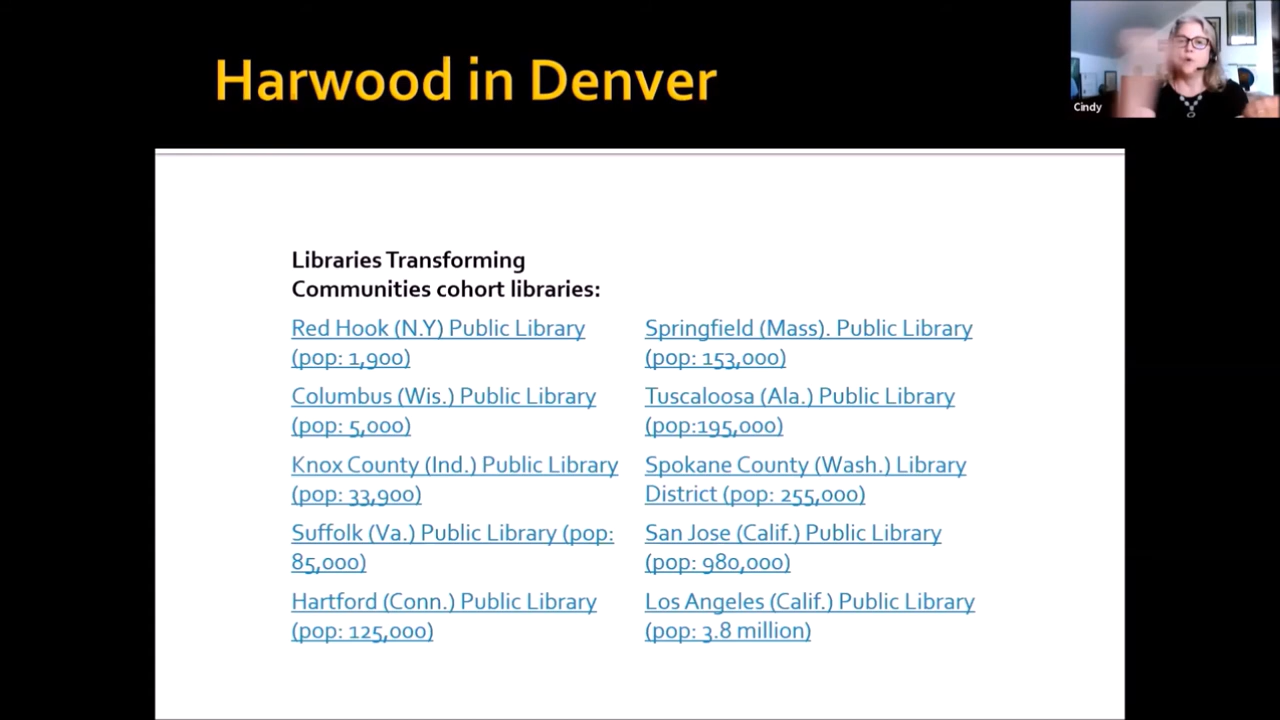 Harwood in Denver
Cindy
Libraries Transforming
Communities cohort libraries:
Red Hook (N.Y) Public Library
(pop: 1,900)
Columbus (Wis.) Public Library
(pop: 5,000)
Knox County (Ind.) Public Library
(pop: 33,900)
Suffolk (Va.) Public Library (pop:
85,000)
Hartford (Conn.) Public Library
(pop: 125,000)
Springfield (Mass). Public Library
(pop: 153,000)
Tuscaloosa (Ala.) Public Library
(pop:195,000)
Spokane County (Wash.) Library
District (pop: 255,000)
San Jose (Calif.) Public Library
(pop: 980,000)
Los Angeles (Calif.) Public Library
(pop: 3.8 million)